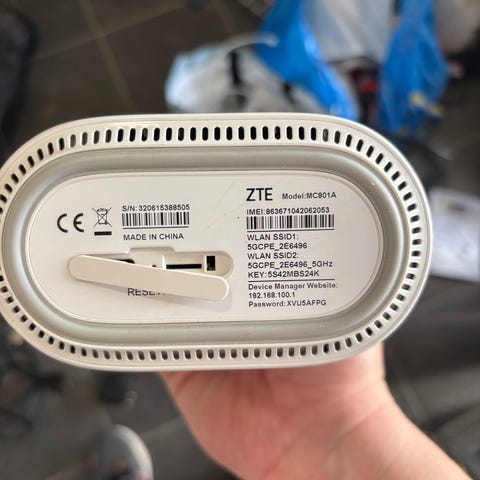 S/N: 320615388505
MADE IN CHINA
RESET
ZTE Model:MC801A
IMEI:863671042062053
WLAN SSID1:
5GCPE_2E6496
WLAN SSID2:
5GCPE_2E6496_5GHz
KEY: 5S42MBS24K
Device Manager Website:
192.168.100.1
Password: XVU5AFPG